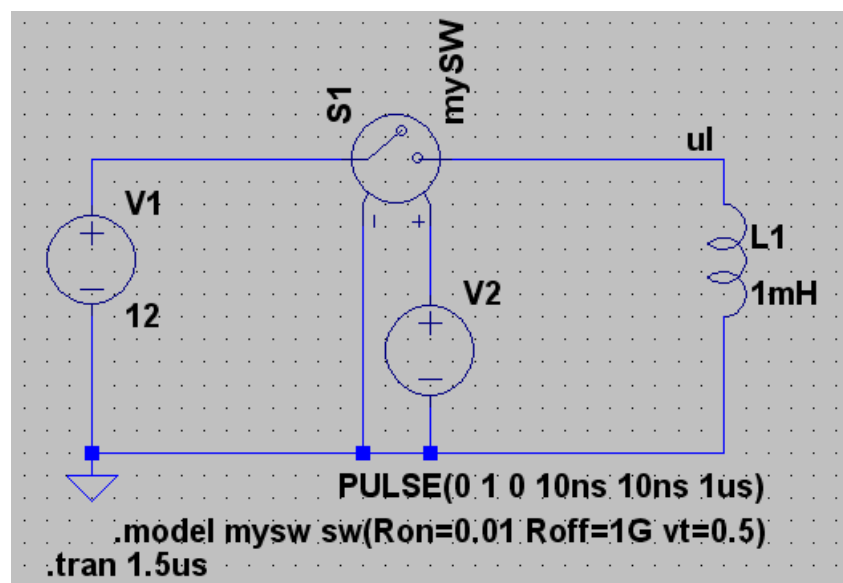 S1
mySW
ul
V1
12
V2
L1
1mH
PULSE(0 1 0 10ns 10ns 1us)
.model mysw sw(Ron=0.01 Roff=1G vt=0.5)
.tran 1.5us